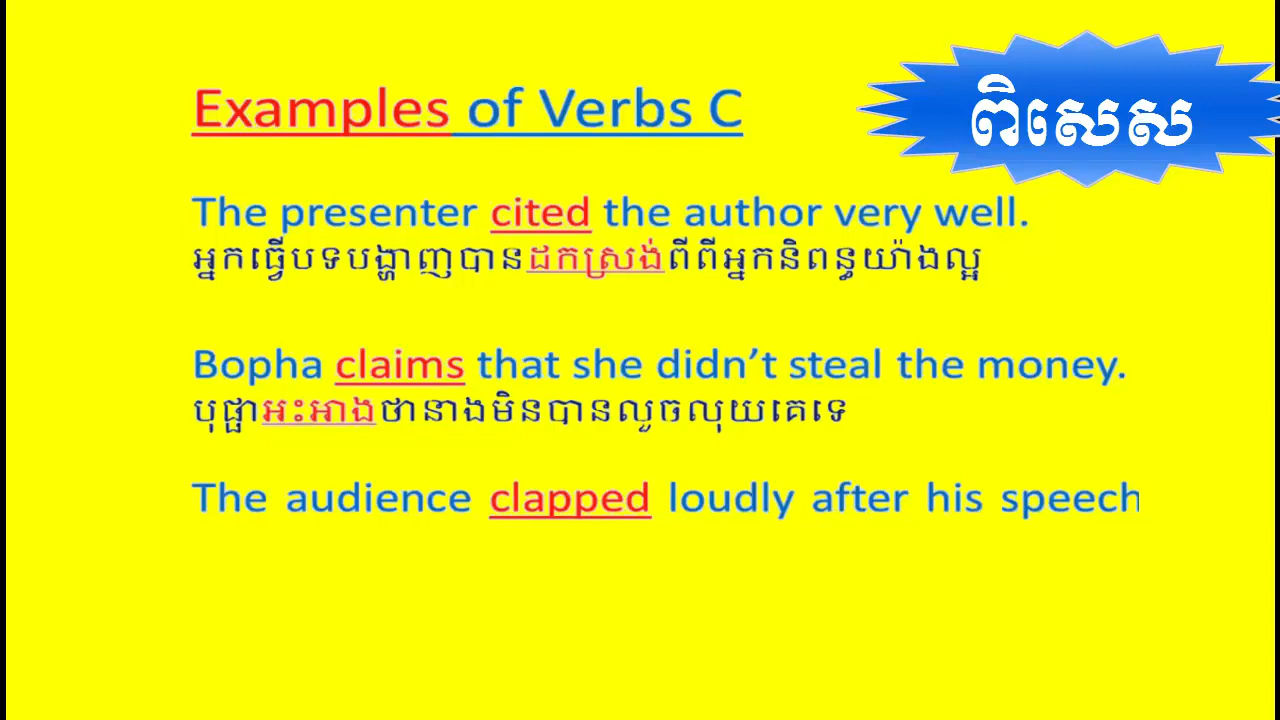 Examples of Verbs C
ពិសេស
The presenter cited the author very well.
អ្នកធ្វើបទបង្ហាញបានដកស្រង់ពីពីអ្នកនិពន្ធយ៉ាងល្អ
Bopha claims that she didn’t steal the money.
បុផ្ផាអះអាងថានាងមិនបានលួចលុយគេទេ
The audience clapped loudly after his speech